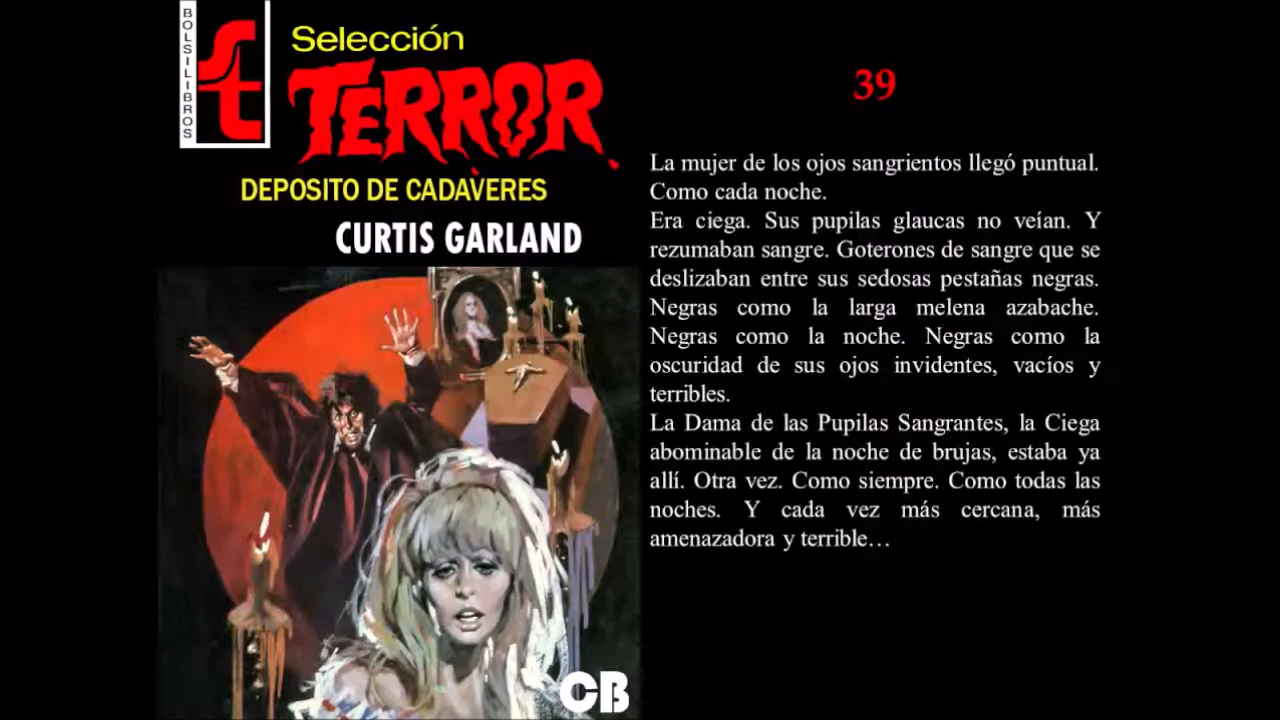 BOLSILIBROS
st
Selección
TERROR
DEPOSITO DE CADAVERES
CURTIS GARLAND
CB
39
La mujer de los ojos sangrientos llegó puntual.
Como cada noche.
Era ciega. Sus pupilas glaucas no veían. Y
rezumaban sangre. Goterones de sangre que se
deslizaban entre sus sedosas pestañas negras.
Negras como la larga melena azabache.
Negras como la noche. Negras como la
oscuridad de sus ojos invidentes, vacíos y
terribles.
La Dama de las Pupilas Sangrantes, la Ciega
abominable de la noche de brujas, estaba ya
allí. Otra vez. Como siempre. Como todas las
noches. Y cada vez más cercana, más
amenazadora y terrible…